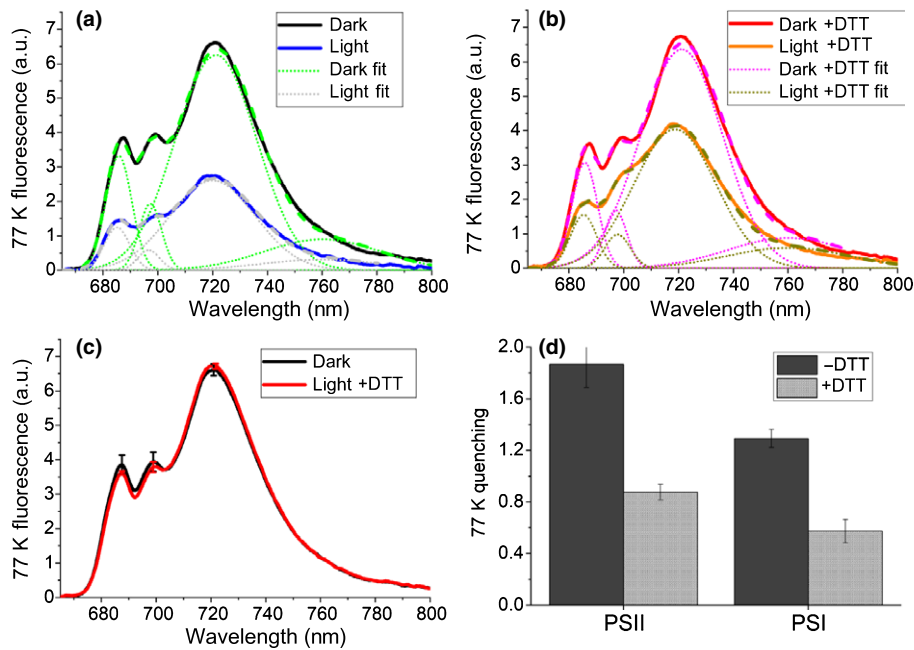 (a)
Dark
Light
Dark fit
Light fit
77 K fluorescence (a.u.)
7
6
5
4
3
2
1
0
680 700 720 740 760 780 800
Wavelength (nm)
(b)
Dark +DTT
Light +DTT
Dark +DTT fit
Light +DTT fit
77 K fluorescence (a.u.)
7
6
5
4
3
2
1
0
680 700 720 740 760 780 800
Wavelength (nm)
(c)
Dark
Light +DTT
77 K fluorescence (a.u.)
7
6
5
4
3
2
1
0
680 700 720 740 760 780 800
Wavelength (nm)
(d)
–DTT
+DTT
77 K quenching
2.0
1.6
1.2
0.8
0.4
0.0
PSII PSI